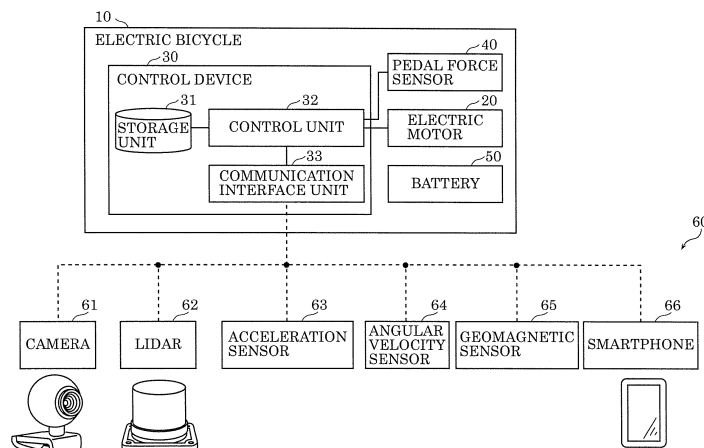 10
ELECTRIC BICYCLE
30
CONTROL DEVICE
31
STORAGE
UNIT
32
CONTROL UNIT
33
COMMUNICATION
INTERFACE UNIT
40
PEDAL FORCE
SENSOR
20
ELECTRIC
MOTOR
50
BATTERY
60
61
CAMERA
62
LIDAR
63
ACCELERATION
SENSOR
64
ANGULAR
VELOCITY
SENSOR
65
GEOMAGNETIC
SENSOR
66
SMARTPHONE